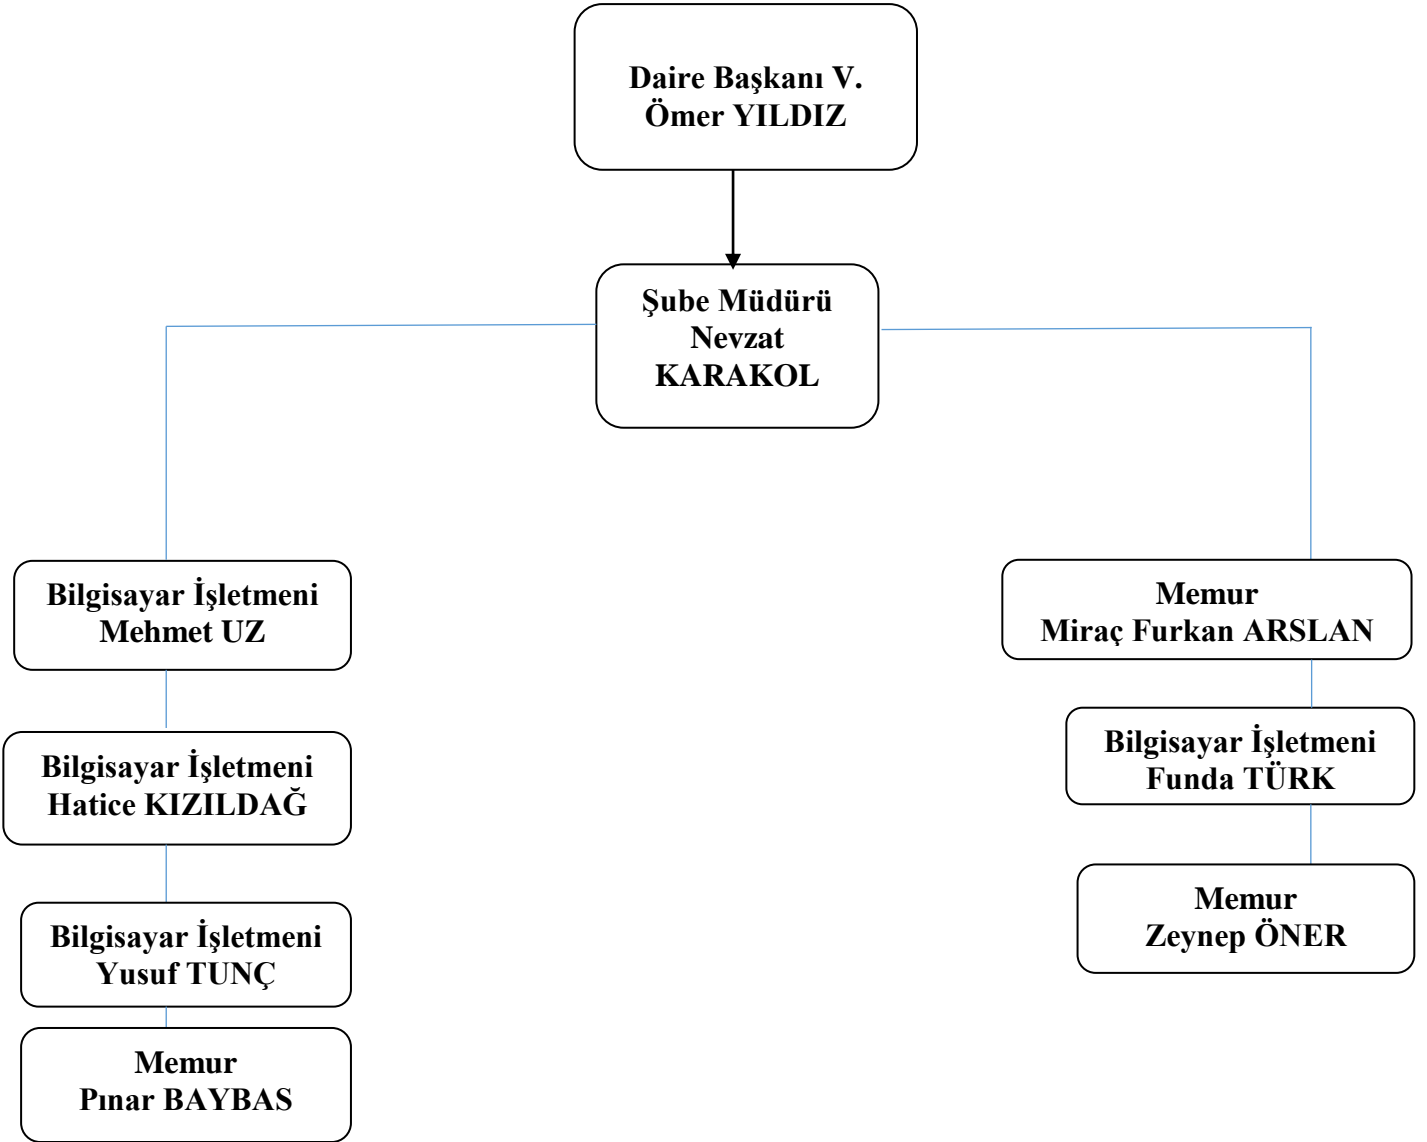 Daire Başkanı V.
Ömer YILDIZ
Şube Müdürü
Nevzat
KARAKOL
Bilgisayar İşletmeni
Mehmet UZ
Bilgisayar İşletmeni
Hatice KIZILDAĞ
Bilgisayar İşletmeni
Yusuf TUNÇ
Memur
Pınar BAYBAS
Memur
Miraç Furkan ARSLAN
Bilgisayar İşletmeni
Funda TÜRK
Memur
Zeynep ÖNER